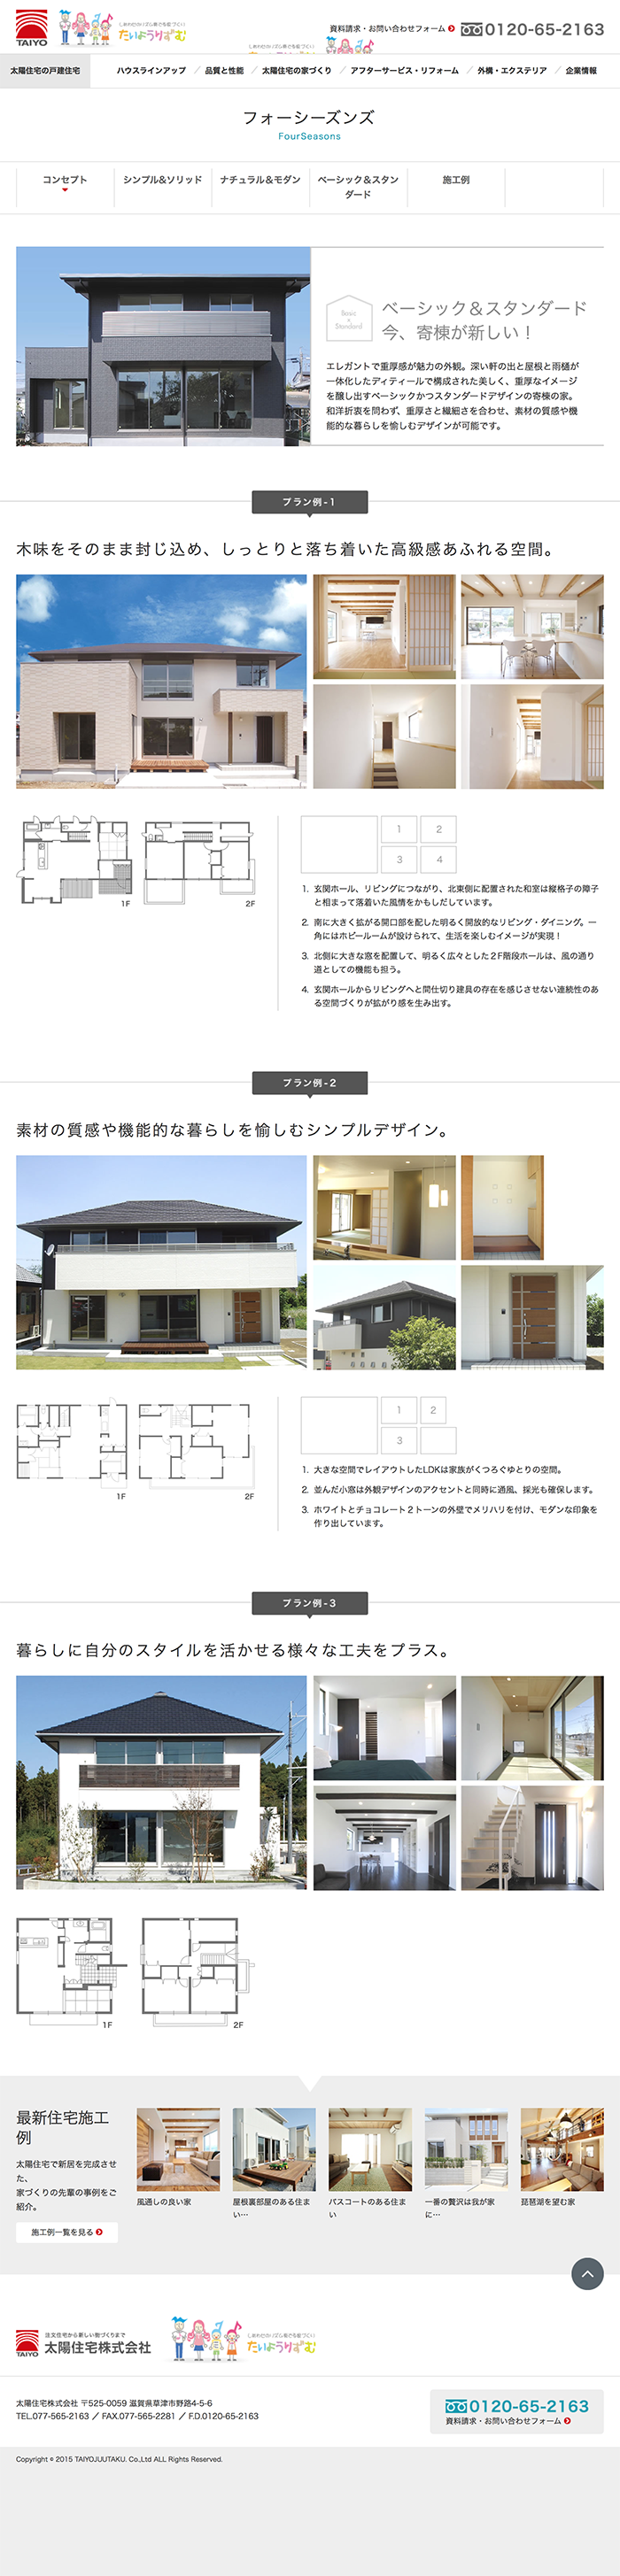 TAIYO
しあわせのいえじゅう奏でる家づくり
たいようりずむ
資料請求・お問い合わせフォーム 0120-65-2163
太陽住宅の戸建住宅 ハウスラインアップ ／ 品質と性能 ／ 太陽住宅の家づくり ／ アフターサービス・リフォーム ／ 外構・エクステリア ／ 企業情報
フォーシーズンズ
FourSeasons
コンセプト シンプル&ソリッド ナチュラル＆モダン ベーシック＆スタン 施工例
ダード
Basic × Standard
ベーシック＆スタンダード
今、寄棟が新しい！
エレガントで重厚感が魅力の外観。深い軒の出と屋根と雨樋が
一体化したディティールで構成された美しく、重厚なイメージ
を醸し出すベーシックかつスタンダードデザインの寄棟の家。
和洋折衷を問わず、重厚さと繊細さを合わせ、素材の質感や機
能的な暮らしを愉しむデザインが可能です。
プラン例-1
木味をそのまま封じ込め、しっとりと落ち着いた高級感あふれる空間。
1F 2F
1 2
3 4
1. 玄関ホール、リビングにつながり、北東側に配置された和室は縦格子の障子
と相まって落着いた風情をかもしだしています。
2. 南に大きく拡がる開口部を配した明るく開放的なリビング・ダイニング。一
角にはホビールームが設けられて、生活を楽しむイメージが実現！
3. 北側に大きな窓を配置して、明るく広々とした２F階段ホールは、風の通り
道としての機能も担う。
4. 玄関ホールからリビングへと間仕切り建具の存在を感じさせない連続性のあ
る空間づくりが拡がり感を生み出す。
プラン例-2
素材の質感や機能的な暮らしを愉しむシンプルデザイン。
1F 2F
1 2
3
1. 大きな空間でレイアウトしたLDKは家族がくつろぐゆとりの空間。
2. 並んだ小窓は外観デザインのアクセントと同時に通風、採光も確保します。
3. ホワイトとチョコレート２トーンの外壁でメリハリを付け、モダンな印象を
作り出しています。
プラン例-3
暮らしに自分のスタイルを活かせる様々な工夫をプラス。
1F 2F
最新住宅施工
例
太陽住宅で新居を完成させ
た、
家づくりの先輩の事例をご
紹介。
施工例一覧を見る
風通しの良い家
屋根裏部屋のある住ま
い…
バスコートのある住ま
い
一番の贅沢は我が家
に…
琵琶湖を望む家
TAIYO
注文住宅から新しい街づくりまで
太陽住宅株式会社
たいようりずむ
太陽住宅株式会社 〒525-0059 滋賀県草津市野路4-5-6
TEL.077-565-2163 ／ FAX.077-565-2281 ／ F.D.0120-65-2163
0120-65-2163
資料請求・お問い合わせフォーム
Copyright © 2015 TAIYOJUUTAKU. Co.,Ltd ALL Rights Reserved.